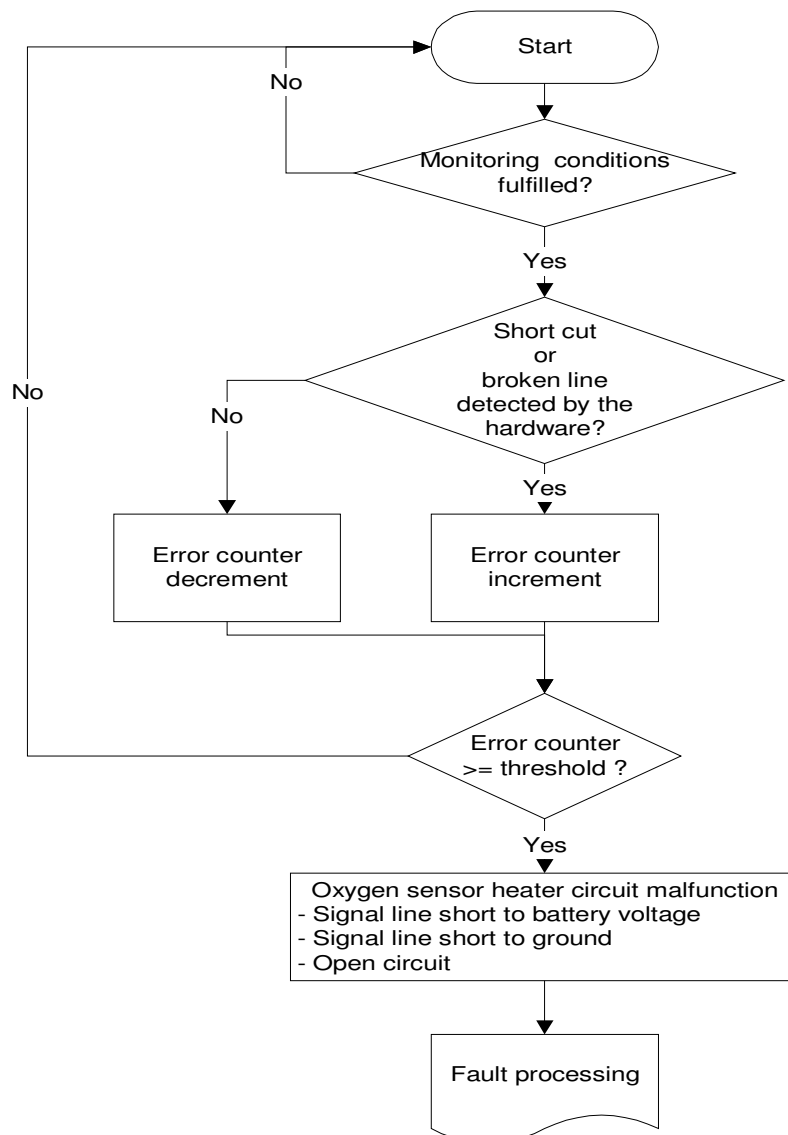 Start
No
Monitoring conditions
fulfilled?
Yes
Short cut
or
broken line
detected by the
hardware?
No
No
Yes
Error counter
decrement
Error counter
increment
Error counter
>= threshold ?
Yes
Oxygen sensor heater circuit malfunction
- Signal line short to battery voltage
- Signal line short to ground
- Open circuit
Fault processing